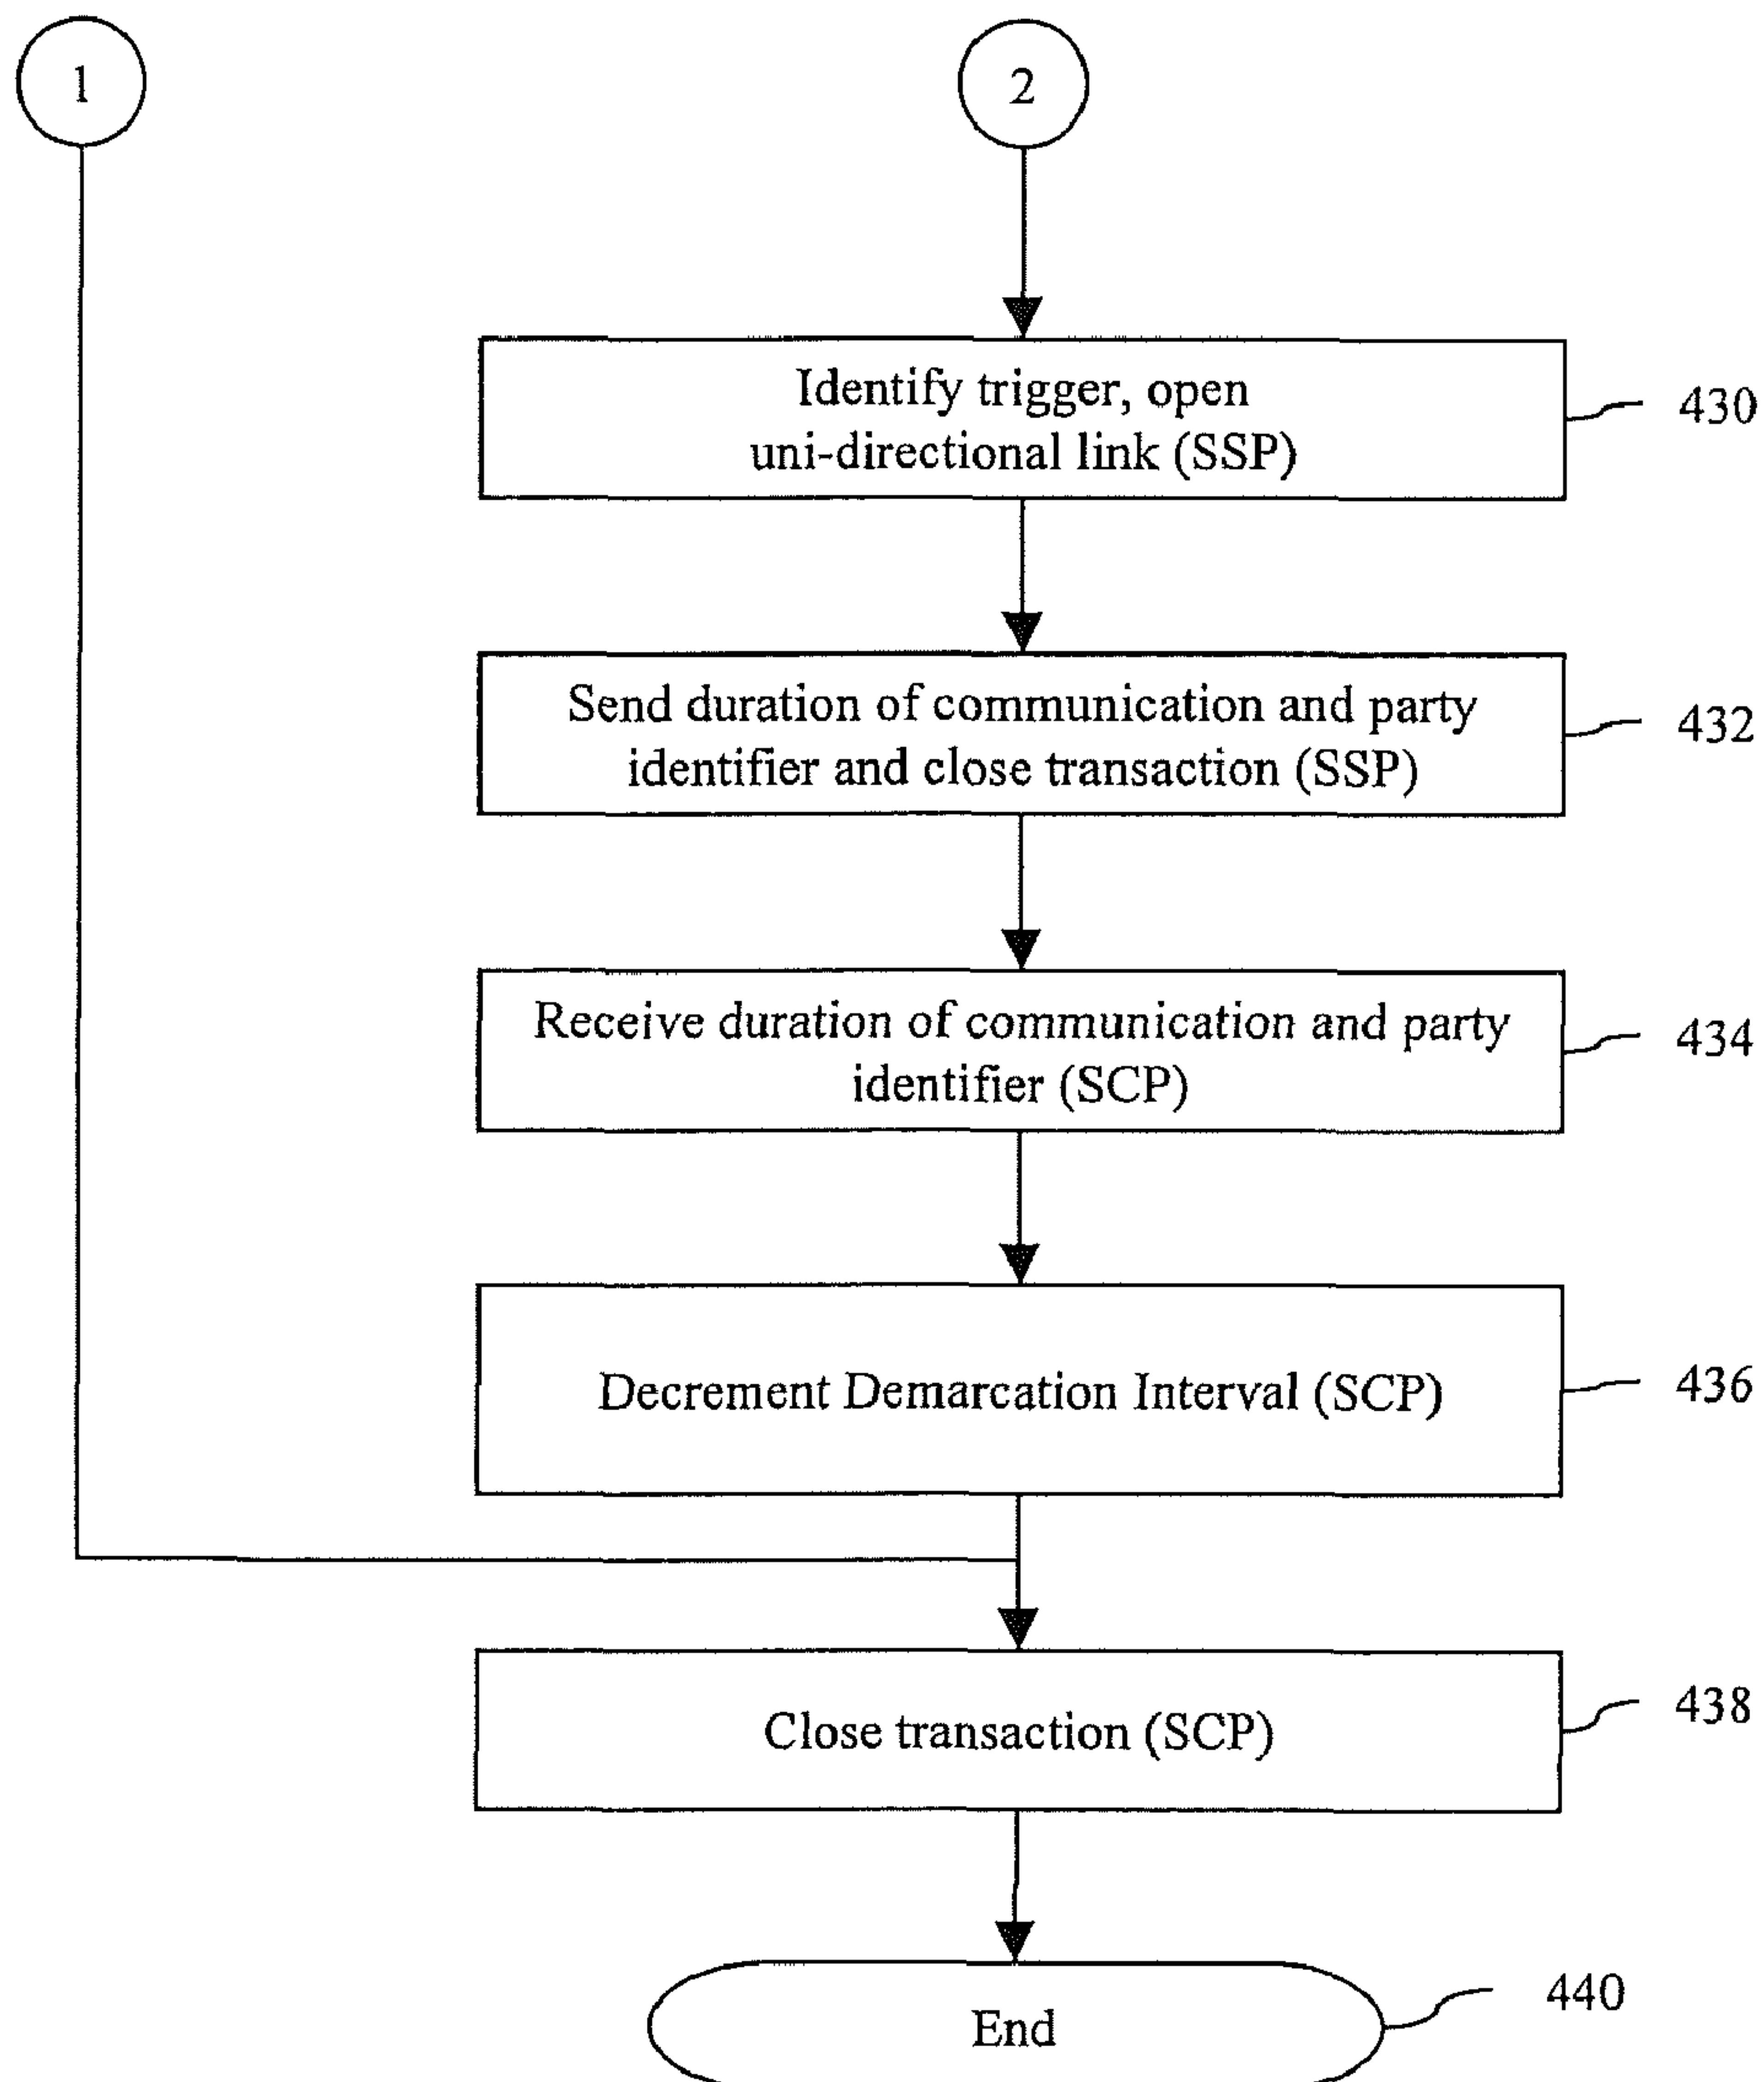 1
2
Identify trigger, open
uni-directional link (SSP)
430
Send duration of communication and party
identifier and close transaction (SSP)
432
Receive duration of communication and party
identifier (SCP)
434
Decrement Demarcation Interval (SCP)
436
Close transaction (SCP)
438
End
440